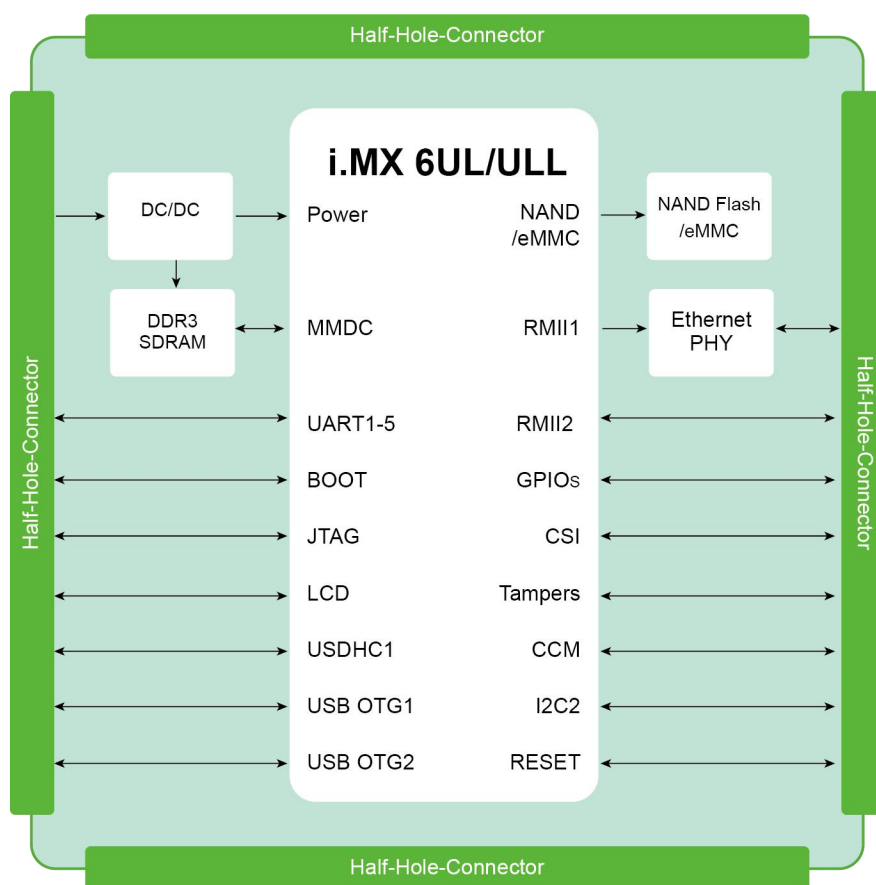 Half-Hole-Connector
i.MX 6UL/ULL
DC/DC
Power
NAND
/eMMC
NAND Flash
/eMMC
DDR3
SDRAM
MMDC
RMII1
Ethernet
PHY
Half-Hole-Connector
Half-Hole-Connector
UART1-5
RMII2
BOOT
GPIOs
JTAG
CSI
LCD
Tampers
USDHC1
CCM
USB OTG1
I2C2
USB OTG2
RESET
Half-Hole-Connector